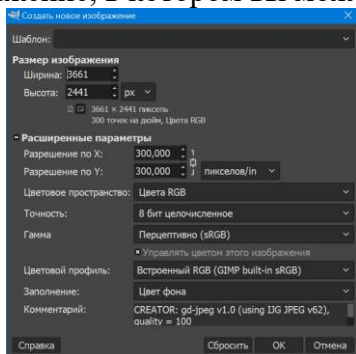 Создать новое изображение
Шаблон:
Размер изображения
Ширина: 3661
Высота: 2441 px
3661 × 2441 пиксель
300 точек на дюйм, Цвета RGB
Расширенные параметры
Разрешение по X: 300,000
Разрешение по Y: 300,000 пикселов/in
Цветовое пространство: Цвета RGB
Точность: 8 бит целочисленное
Гамма Перцептивно (sRGB)
Управлять цветом этого изображения
Цветовой профиль: Встроенный RGB (GIMP built-in sRGB)
Заполнение: Цвет фона
Комментарий: CREATOR: gd-jpeg v1.0 (using IJG JPEG v62),
quality = 100
Справка Сбросить OK Отмена